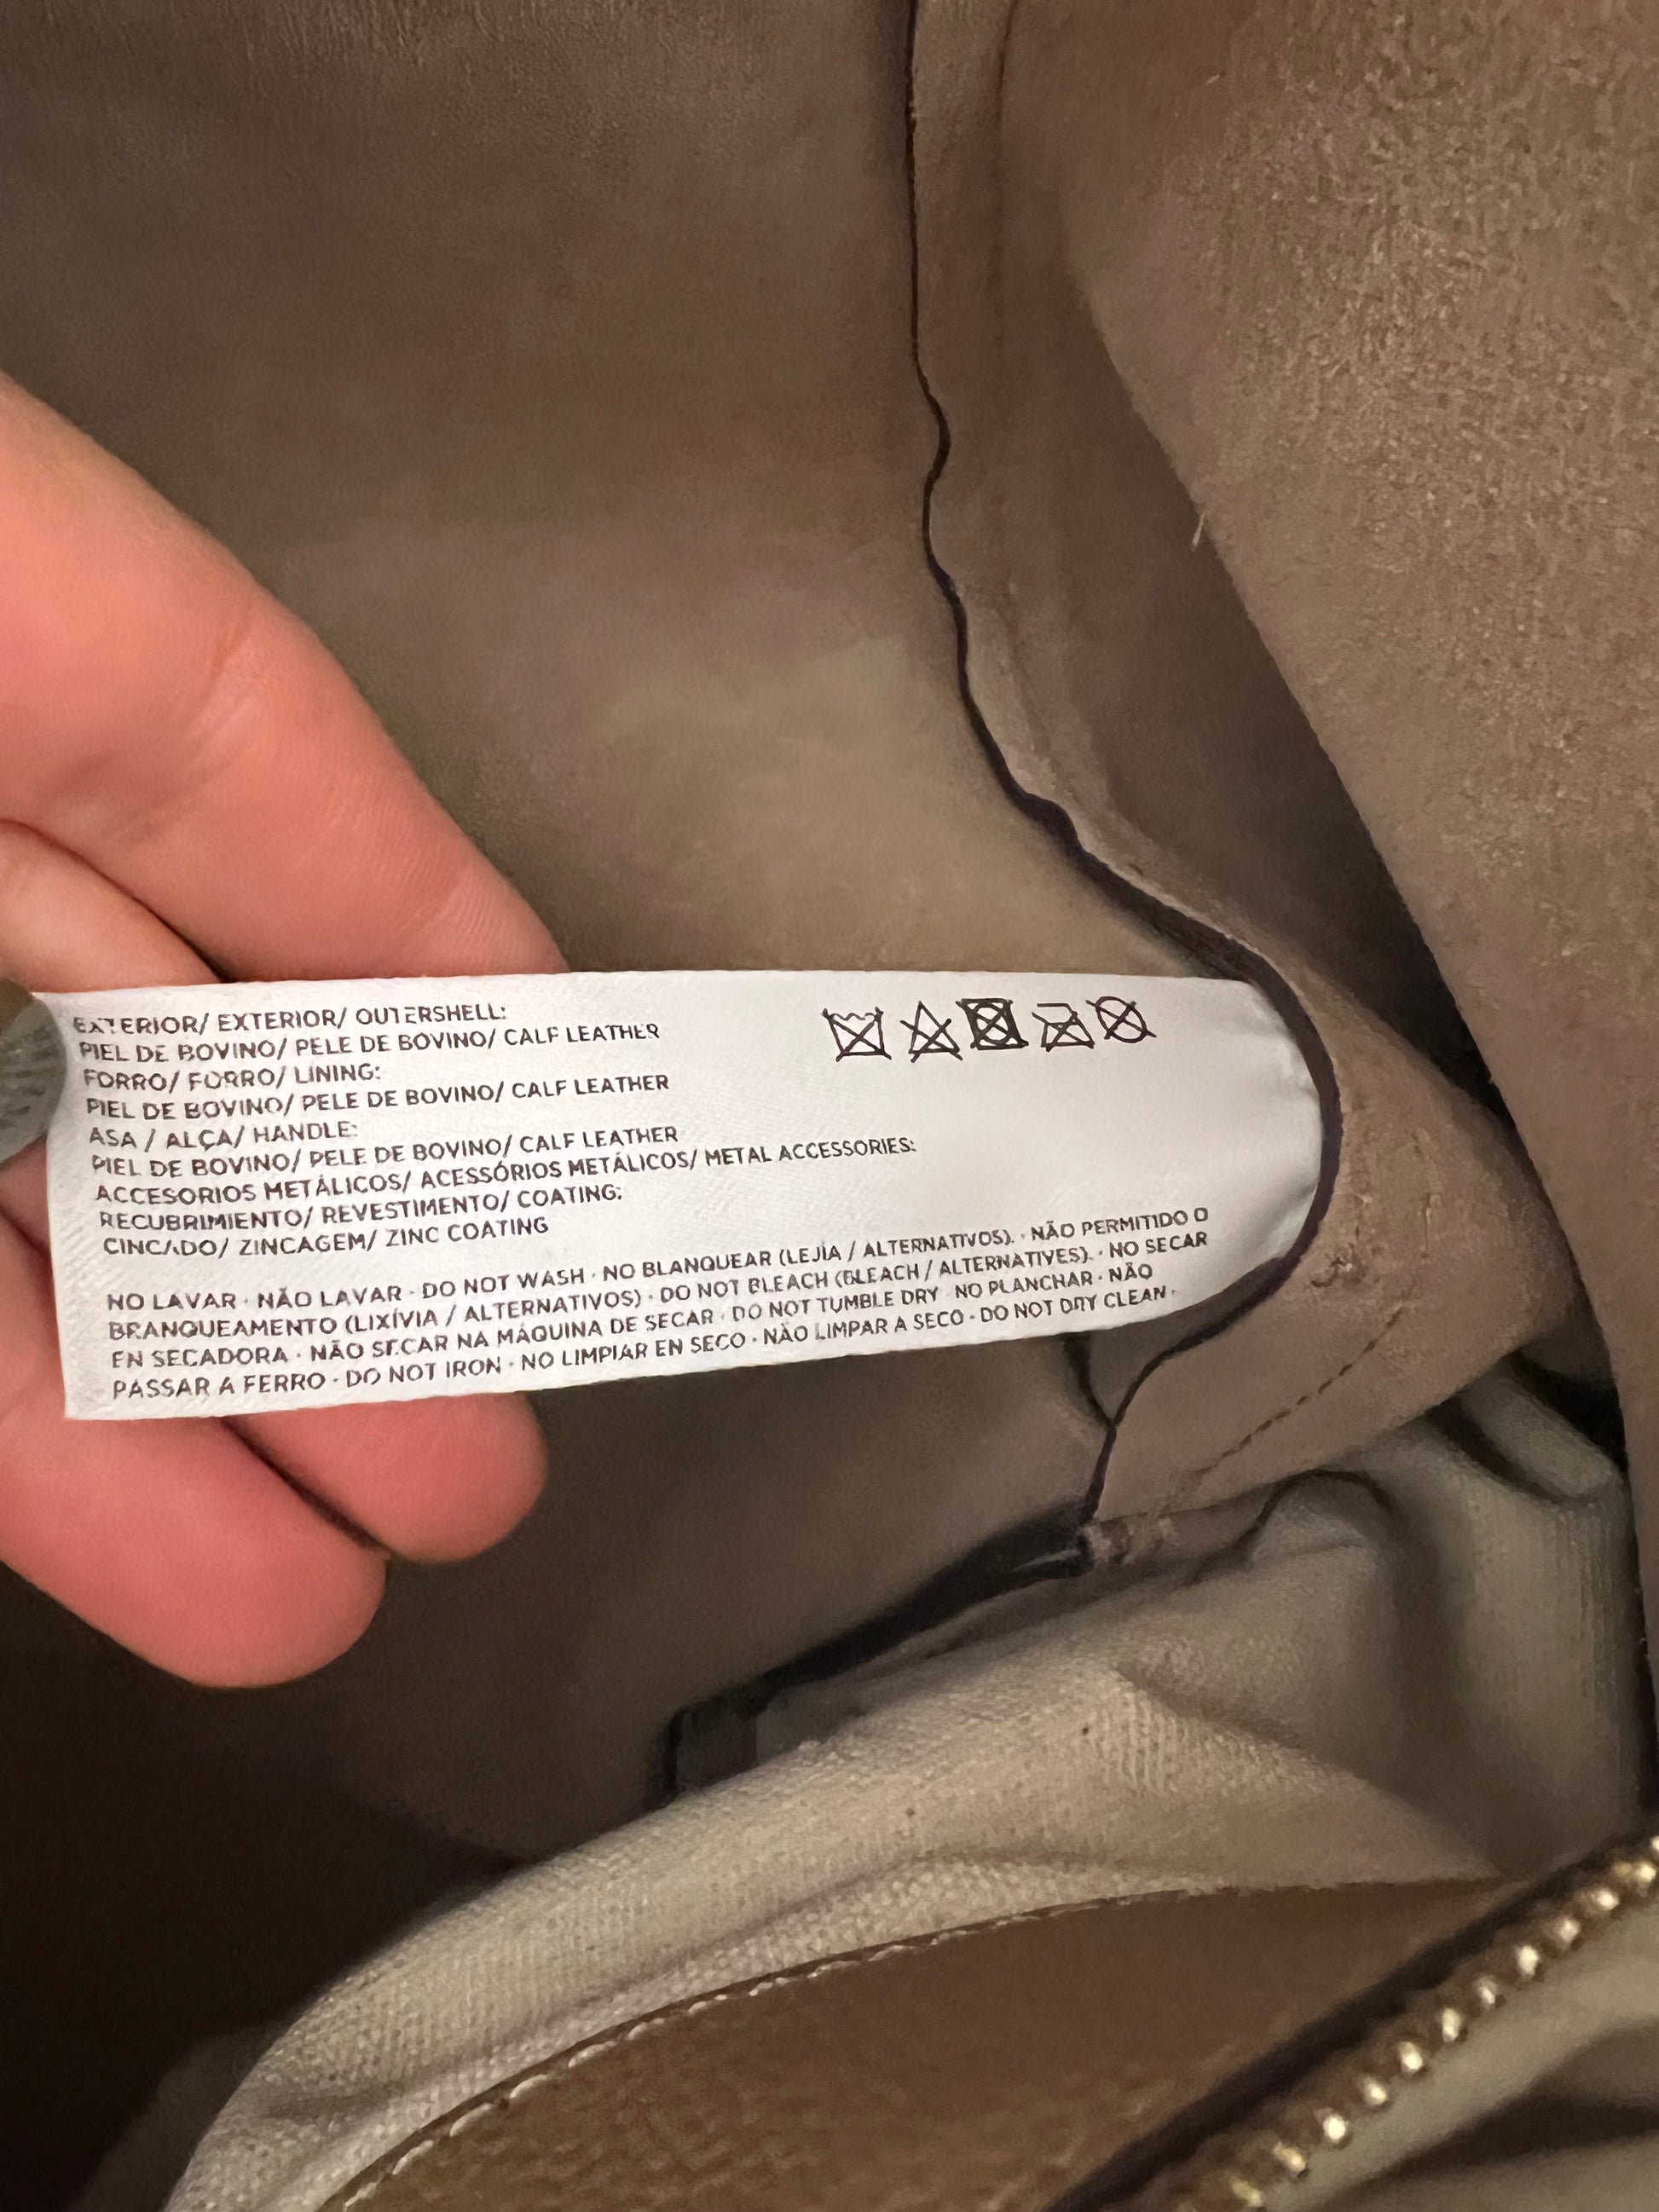 EXTERIOR/ EXTERIOR/ OUTERSHELL:
PIEL DE BOVINO/ PELE DE BOVINO/ CALF LEATHER
FORRO/ FORRO/ LINING:
PIEL DE BOVINO/ PELE DE BOVINO/ CALF LEATHER
ASA / ALÇA/ HANDLE:
PIEL DE BOVINO/ PELE DE BOVINO/ CALF LEATHER
ACCESORIOS METÁLICOS/ ACESSÓRIOS METÁLICOS/ METAL ACCESSORIES:
RECUBRIMIENTO/ REVESTIMENTO/ COATING:
CINCADO/ ZINCAGEM/ ZINC COATING
NO LAVAR · NÃO LAVAR · DO NOT WASH · NO BLANQUEAR (LEJÍA / ALTERNATIVOS). · NÃO PERMITIDO O
BRANQUEAMENTO (LIXÍVIA / ALTERNATIVOS) · DO NOT BLEACH (BLEACH / ALTERNATIVES). · NO SECAR
EN SECADORA · NÃO SECAR NA MÁQUINA DE SECAR · DO NOT TUMBLE DRY · NO PLANCHAR · NÃO
PASSAR A FERRO · DO NOT IRON · NO LIMPIAR EN SECO · NÃO LIMPAR A SECO · DO NOT DRY CLEAN ·